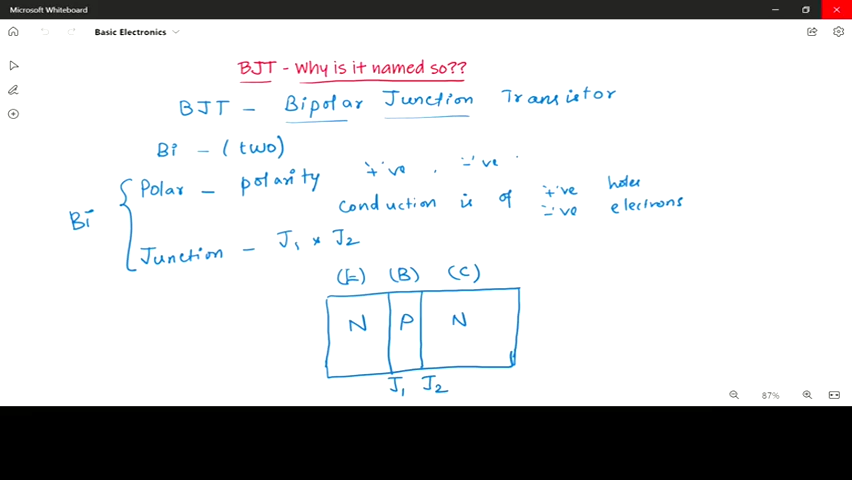 Microsoft Whiteboard
Basic Electronics
BJT - Why is it named so??
BJT - Bipolar Junction Transistor
Bi - (two)
Polar - polarity +'ve , -'ve
conduction is of +'ve holes
-'ve electrons
Bi
Junction - J1 & J2
(E) (B) (C)
N P N
J1 J2
87%